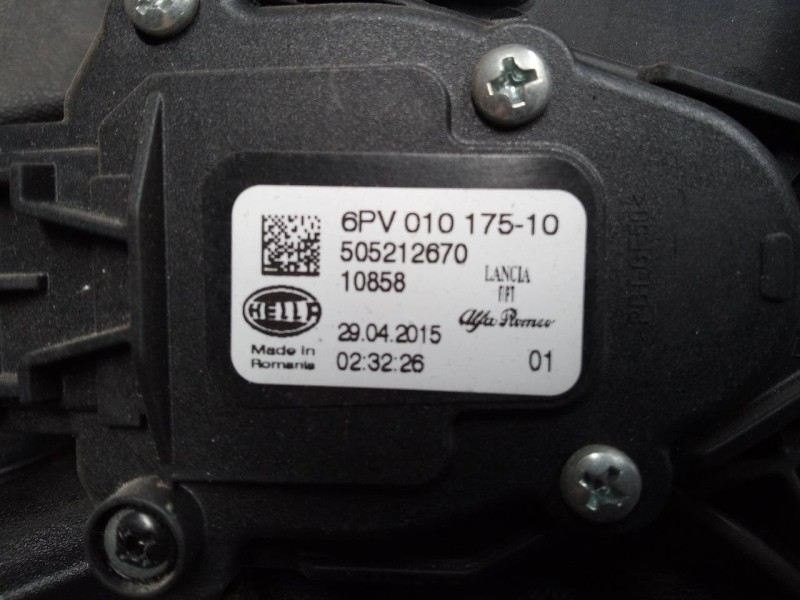 6PV 010 175-10
505212670
10858
LANCIA
HELLA
Alfa Romeo
29.04.2015
Made in
Romania
02:32:26
01